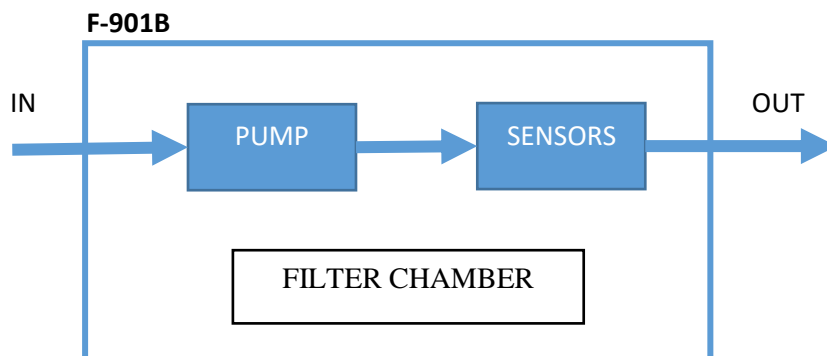 F-901B
IN
OUT
PUMP
SENSORS
FILTER CHAMBER